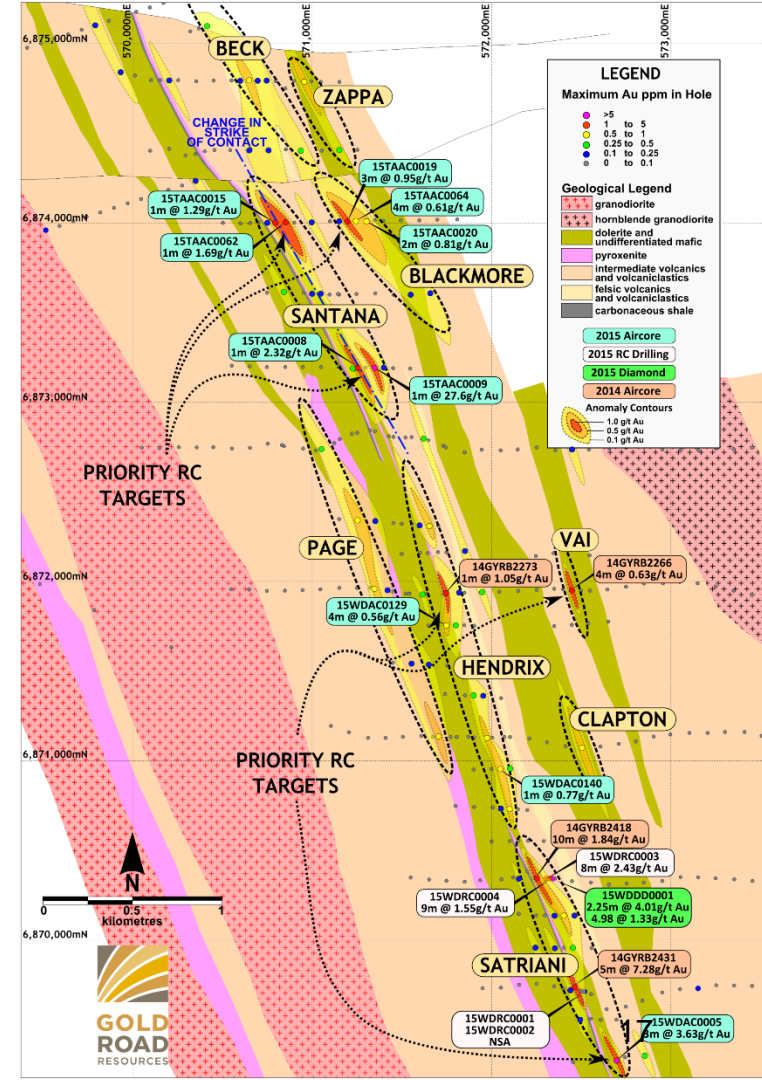 570,000mE
571,000mE
572,000mE
573,000mE
6,875,000mN
BECK
ZAPPA
CHANGE IN
STRIKE
OF CONTACT
15TAAC0019
3m @ 0.95g/t Au
15TAAC0015
1m @ 1.29g/t Au
15TAAC0064
4m @ 0.61g/t Au
6,874,000mN
15TAAC0062
1m @ 1.69g/t Au
15TAAC0020
2m @ 0.81g/t Au
BLACKMORE
SANTANA
15TAAC0008
1m @ 2.32g/t Au
15TAAC0009
1m @ 27.6g/t Au
6,873,000mN
PRIORITY RC
TARGETS
PAGE
VAI
14GYRB2273
1m @ 1.05g/t Au
14GYRB2266
4m @ 0.63g/t Au
6,872,000mN
15WDAC0129
4m @ 0.56g/t Au
HENDRIX
CLAPTON
6,871,000mN
PRIORITY RC
TARGETS
15WDAC0140
1m @ 0.77g/t Au
14GYRB2418
10m @ 1.84g/t Au
15WDRC0003
8m @ 2.43g/t Au
15WDRC0004
9m @ 1.55g/t Au
15WDDD0001
2.25m @ 4.01g/t Au
4.98 @ 1.33g/t Au
N
0 0.5 1
kilometres
6,870,000mN
SATRIANI
14GYRB2431
5m @ 7.28g/t Au
15WDRC0001
15WDRC0002
NSA
17
15WDAC0005
3m @ 3.63g/t Au
GOLD
ROAD
RESOURCES
LEGEND
Maximum Au ppm in Hole
>5
1 to 5
0.5 to 1
0.25 to 0.5
0.1 to 0.25
0 to 0.1
Geological Legend
granodiorite
hornblende granodiorite
dolerite and
undifferentiated mafic
pyroxenite
intermediate volcanics
and volcaniclastics
felsic volcanics
and volcaniclastics
carbonaceous shale
2015 Aircore
2015 RC Drilling
2015 Diamond
2014 Aircore
Anomaly Contours
1.0 g/t Au
0.5 g/t Au
0.1 g/t Au